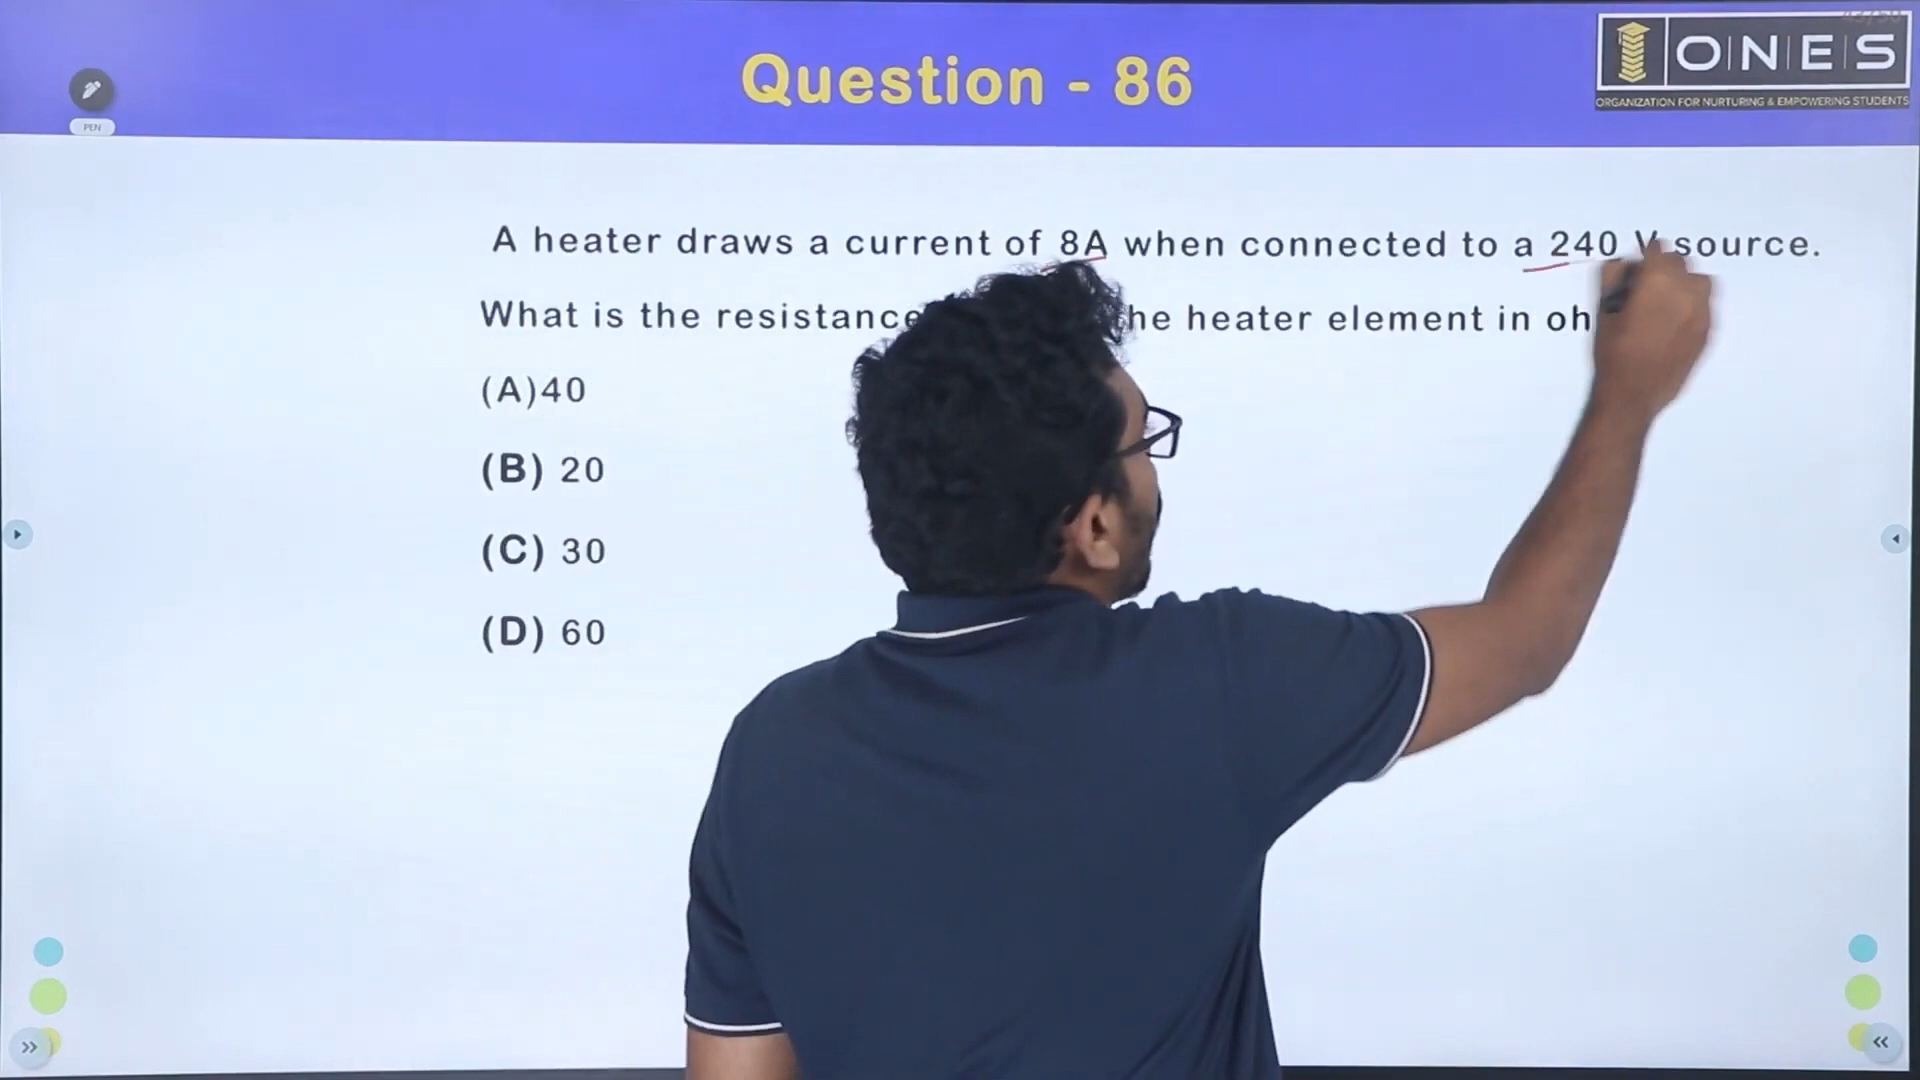 Question - 86
ONES
ORGANIZATION FOR NURTURING & EMPOWERING STUDENTS
PEN
A heater draws a current of 8A when connected to a 240 V source.
What is the resistance he heater element in oh
(A)40
(B) 20
(C) 30
(D) 60